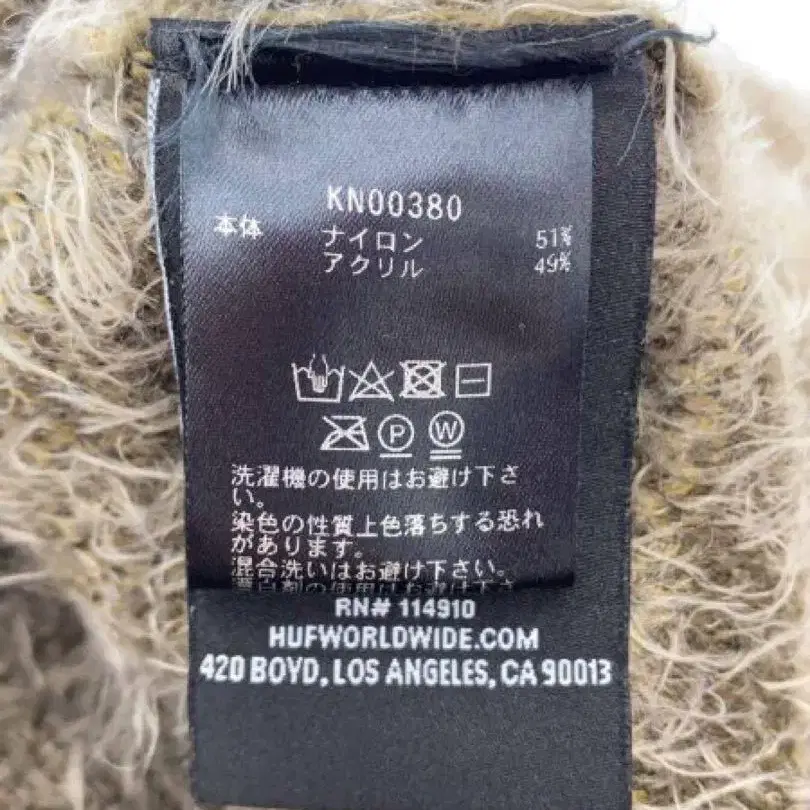 KN00380
本体 ナイロン 51%
アクリル 49%
P W
洗濯機の使用はお避け下さ
い。
染色の性質上色落ちする恐れ
があります。
混合洗いはお避け下さい。
RN# 114910
HUFWORLDWIDE.COM
420 BOYD, LOS ANGELES, CA 90013